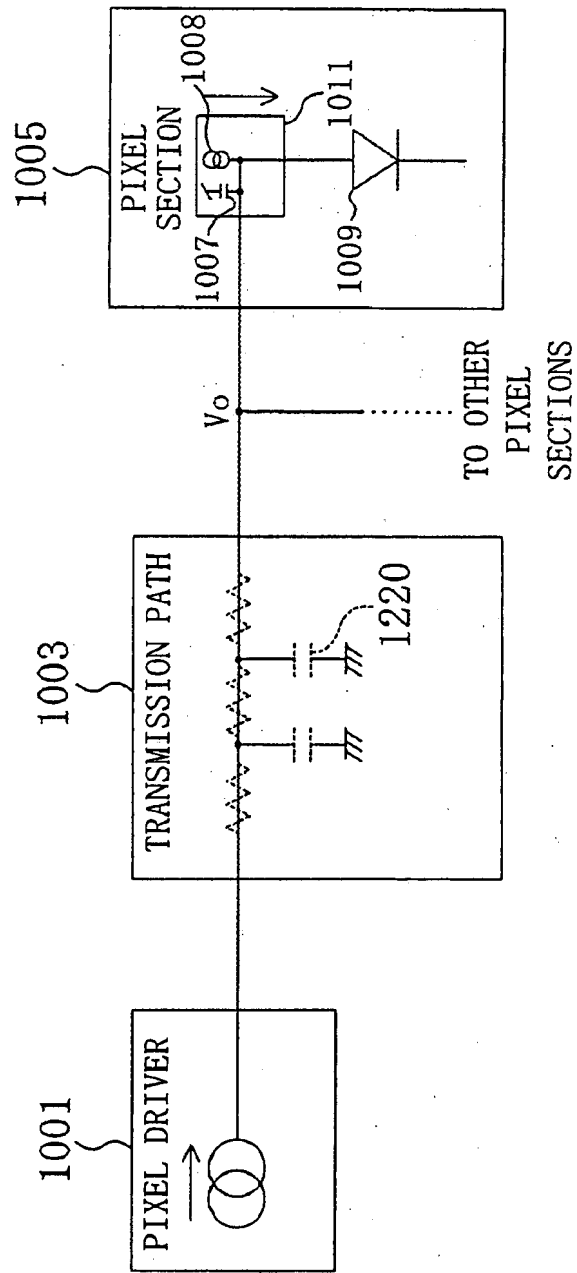 1001
PIXEL DRIVER
1003
TRANSMISSION PATH
1220
Vo
TO OTHER
PIXEL
SECTIONS
1005
PIXEL
SECTION
1007
1008
1011
1009